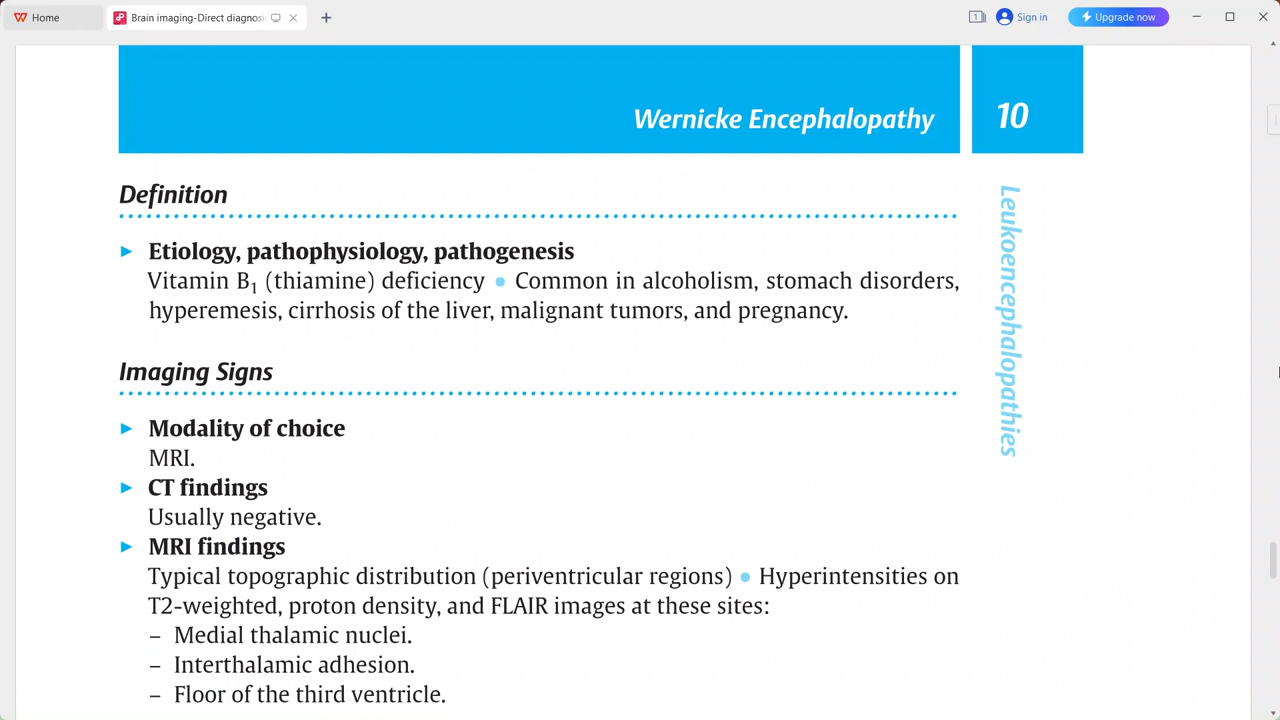 Home
Brain imaging-Direct diagnosi
1
Sign in
Upgrade now
Wernicke Encephalopathy
10
Definition
Etiology, pathophysiology, pathogenesis
Vitamin B₁ (thiamine) deficiency • Common in alcoholism, stomach disorders,
hyperemesis, cirrhosis of the liver, malignant tumors, and pregnancy.
Imaging Signs
Modality of choice
MRI.
CT findings
Usually negative.
MRI findings
Typical topographic distribution (periventricular regions) • Hyperintensities on
T2-weighted, proton density, and FLAIR images at these sites:
– Medial thalamic nuclei.
– Interthalamic adhesion.
– Floor of the third ventricle.
Leukoencephalopathies